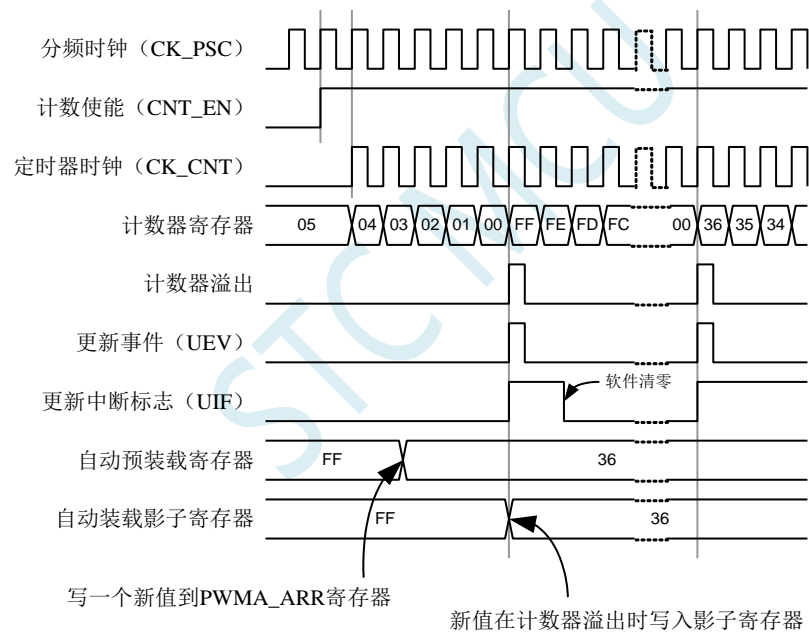 分频时钟（CK_PSC）
计数使能（CNT_EN）
定时器时钟（CK_CNT）
计数器寄存器 05 04 03 02 01 00 FF FE FD FC 00 36 35 34
计数器溢出
更新事件（UEV）
更新中断标志（UIF） 软件清零
自动预装载寄存器 FF 36
自动装载影子寄存器 FF 36
写一个新值到PWMA_ARR寄存器
新值在计数器溢出时写入影子寄存器
STC MCU